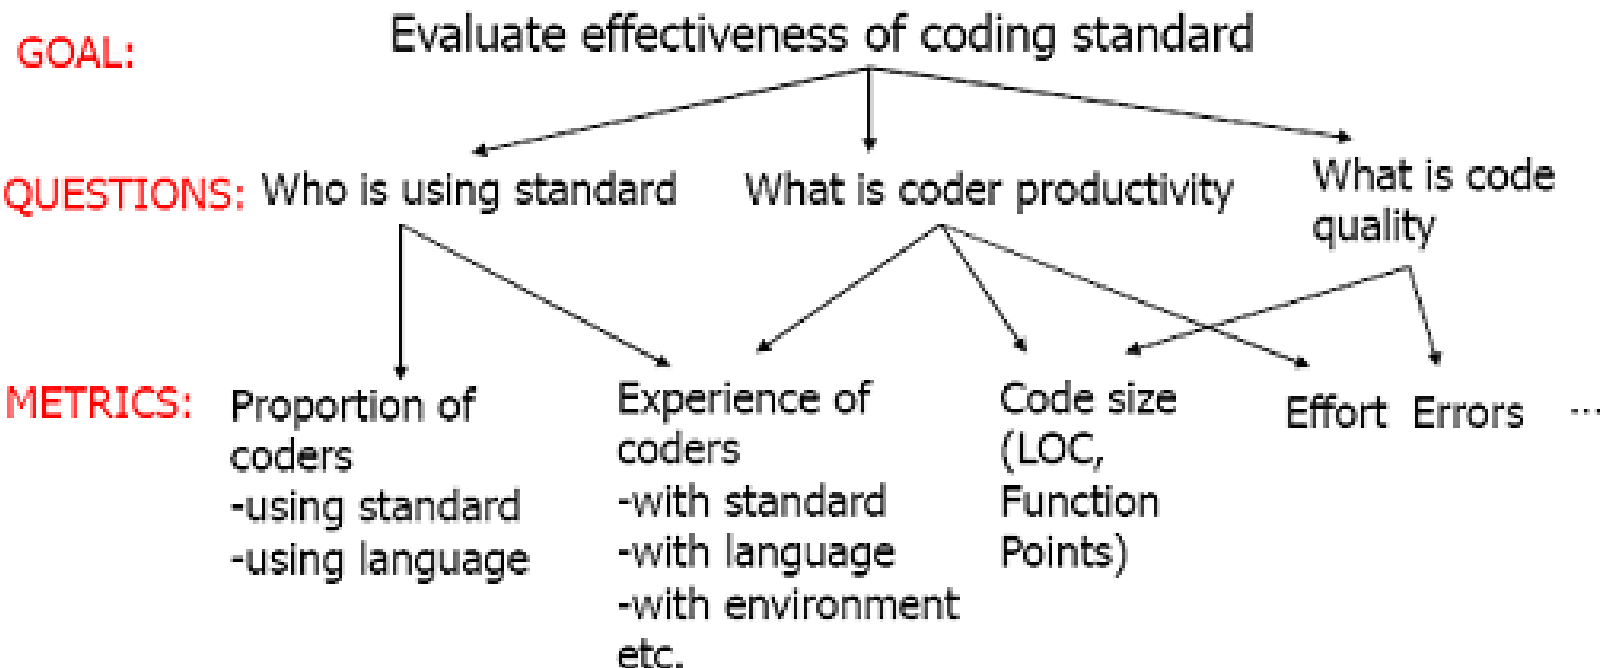 GOAL:
Evaluate effectiveness of coding standard
QUESTIONS:
Who is using standard
What is coder productivity
What is code
quality
METRICS:
Proportion of
coders
-using standard
-using language
Experience of
coders
-with standard
-with language
-with environment
etc.
Code size
(LOC,
Function
Points)
Effort
Errors
...